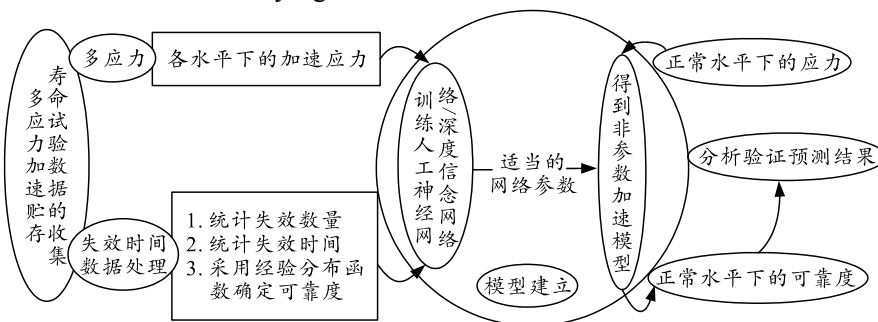 多应力加速贮存
寿命试验数据的收集
多应力
各水平下的加速应力
失效时间
数据处理
1. 统计失效数量
2. 统计失效时间
3. 采用经验分布函
数确定可靠度
训练人工神经网
络/深度信念网络
适当的
网络参数
模型建立
得到非参数加速模型
正常水平下的应力
分析验证预测结果
正常水平下的可靠度